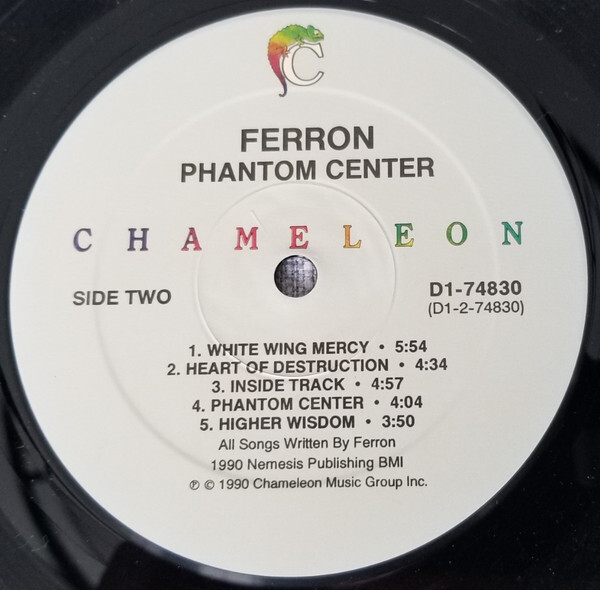 C
FERRON
PHANTOM CENTER
CHAMELEON
SIDE TWO
D1-74830
(D1-2-74830)
1. WHITE WING MERCY • 5:54
2. HEART OF DESTRUCTION • 4:34
3. INSIDE TRACK • 4:57
4. PHANTOM CENTER • 4:04
5. HIGHER WISDOM • 3:50
All Songs Written By Ferron
1990 Nemesis Publishing BMI
℗ © 1990 Chameleon Music Group Inc.